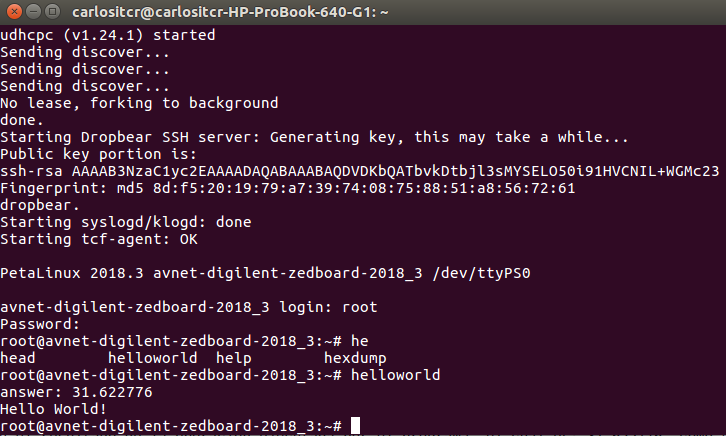 carlositcr@carlositcr-HP-ProBook-640-G1: ~
udhcpc (v1.24.1) started
Sending discover...
Sending discover...
Sending discover...
No lease, forking to background
done.
Starting Dropbear SSH server: Generating key, this may take a while...
Public key portion is:
ssh-rsa AAAAB3NzaC1yc2EAAAADAQABAAABAQDVDKbQATbvkDtbjl3sMYSELO50i91HVCNIL+WGMc23
Fingerprint: md5 8d:f5:20:19:79:a7:39:74:08:75:88:51:a8:56:72:61
dropbear.
Starting syslogd/klogd: done
Starting tcf-agent: OK
PetaLinux 2018.3 avnet-digilent-zedboard-2018_3 /dev/ttyPS0
avnet-digilent-zedboard-2018_3 login: root
Password:
root@avnet-digilent-zedboard-2018_3:~# he
head        helloworld  help        hexdump
root@avnet-digilent-zedboard-2018_3:~# helloworld
answer: 31.622776
Hello World!
root@avnet-digilent-zedboard-2018_3:~#